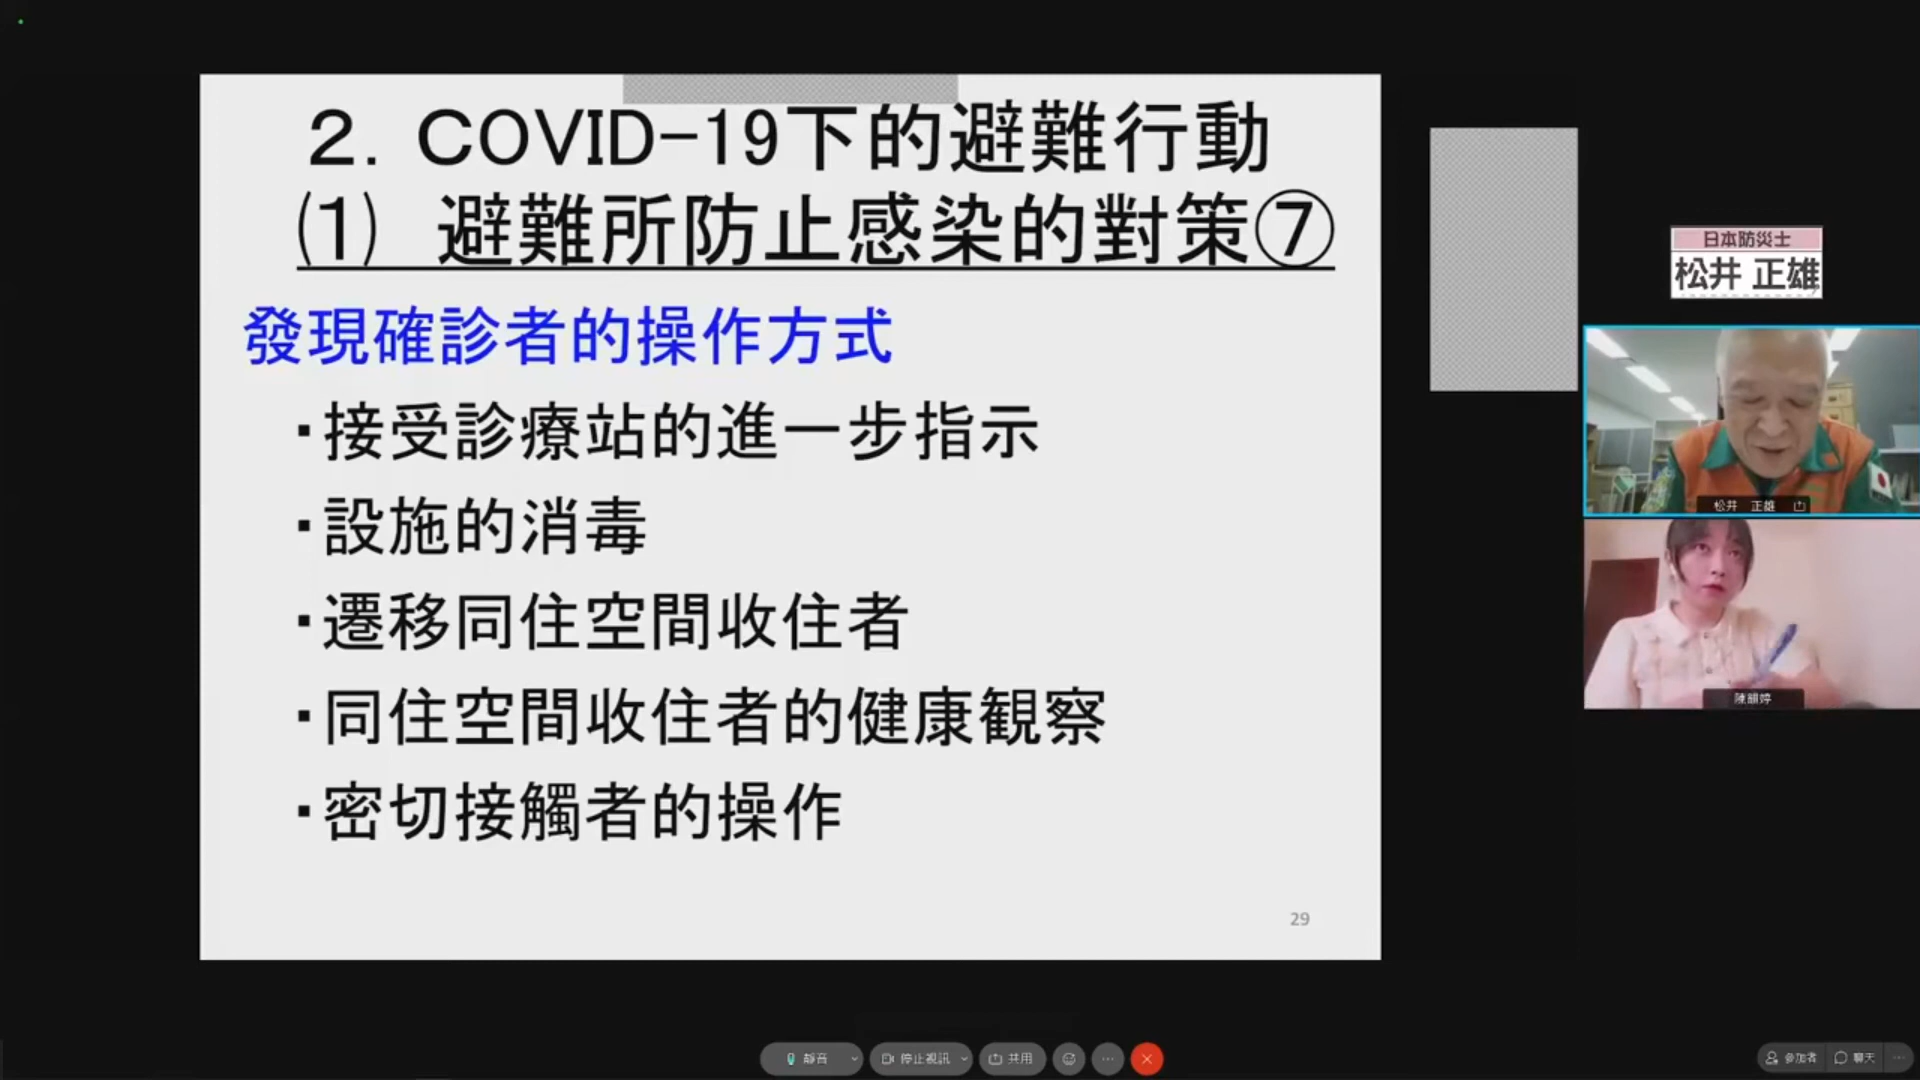 ２．COVID-19下的避難行動
⑴　避難所防止感染的對策⑦
發現確診者的操作方式
・接受診療站的進一步指示
・設施的消毒
・遷移同住空間收住者
・同住空間收住者的健康観察
・密切接觸者的操作
29
日本防災士
松井 正雄
松井 正雄
陳韻婷
靜音
停止視訊
共用
參加者
聊天